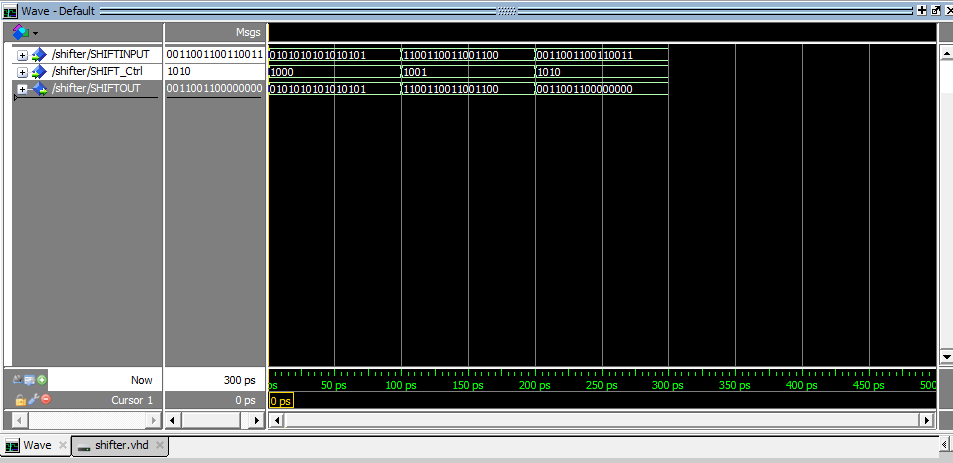 Wave - Default
Msgs
/shifter/SHIFTINPUT 0011001100110011 0101010101010101 1100110011001100 0011001100110011
/shifter/SHIFT_Ctrl 1010 1000 1001 1010
/shifter/SHIFTOUT 0011001100000000 0101010101010101 1100110011001100 0011001100000000
Now 300 ps ps 50 ps 100 ps 150 ps 200 ps 250 ps 300 ps 350 ps 400 ps 450 ps 500
Cursor 1 0 ps 0 ps
Wave shifter.vhd